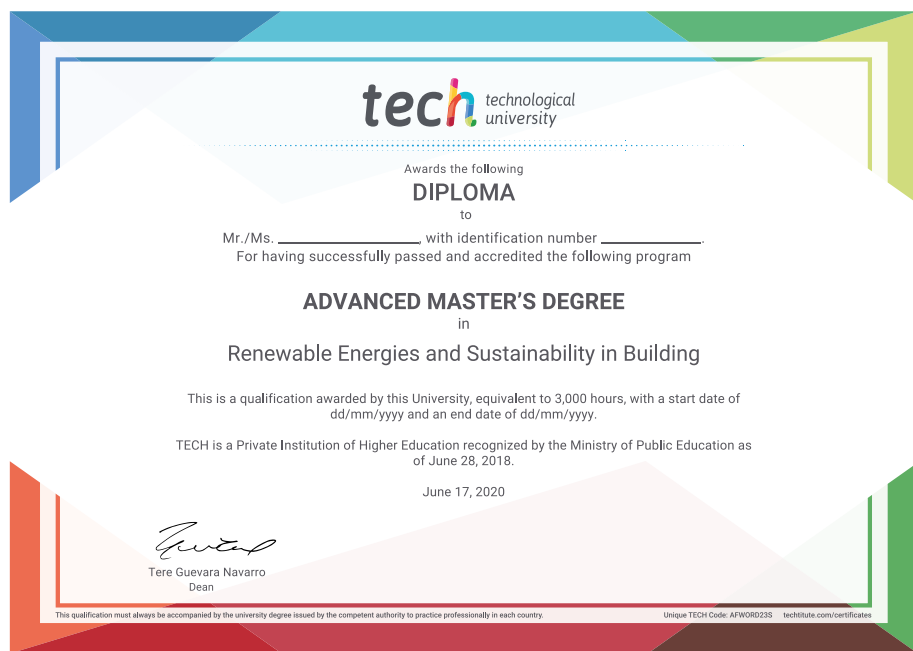 tech technological
university
Awards the following
DIPLOMA
to
Mr./Ms. _________________, with identification number ____________.
For having successfully passed and accredited the following program
ADVANCED MASTER'S DEGREE
in
Renewable Energies and Sustainability in Building
This is a qualification awarded by this University, equivalent to 3,000 hours, with a start date of
dd/mm/yyyy and an end date of dd/mm/yyyy.
TECH is a Private Institution of Higher Education recognized by the Ministry of Public Education as
of June 28, 2018.
June 17, 2020
Tere Guevara Navarro
Dean
This qualification must always be accompanied by the university degree issued by the competent authority to practice professionally in each country.
Unique TECH Code: AFWORD23S techtitute.com/certificates